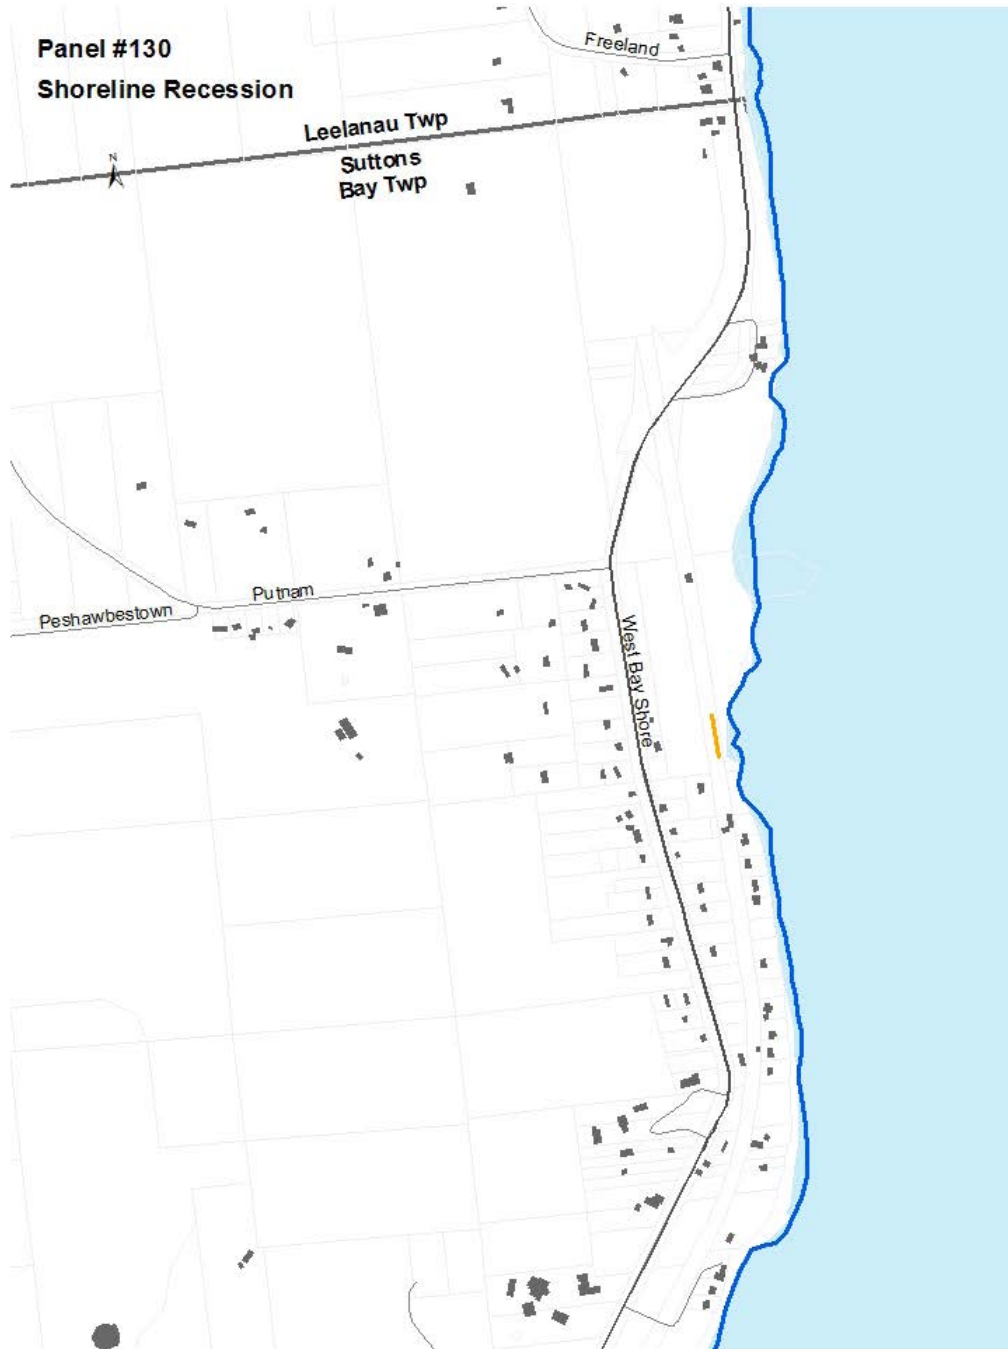 Panel #130
Shoreline Recession
Freeland
Leelanau Twp
N
Suttons
Bay Twp
Putnam
Peshawbestown
West Bay Shore